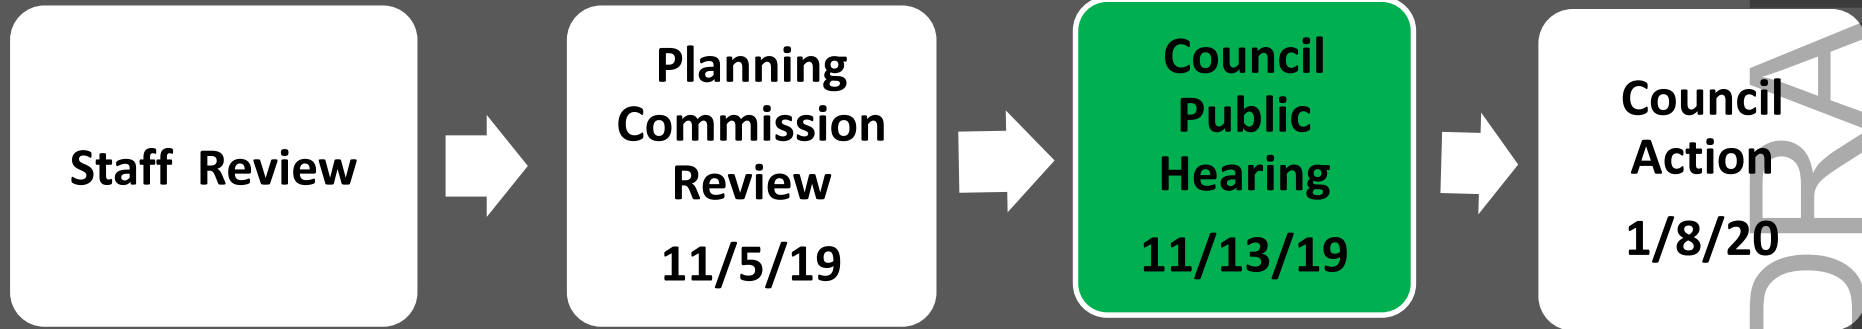 Staff  Review
Planning
Commission
Review
11/5/19
Council
Public
Hearing
11/13/19
Council
Action
1/8/20
DRA